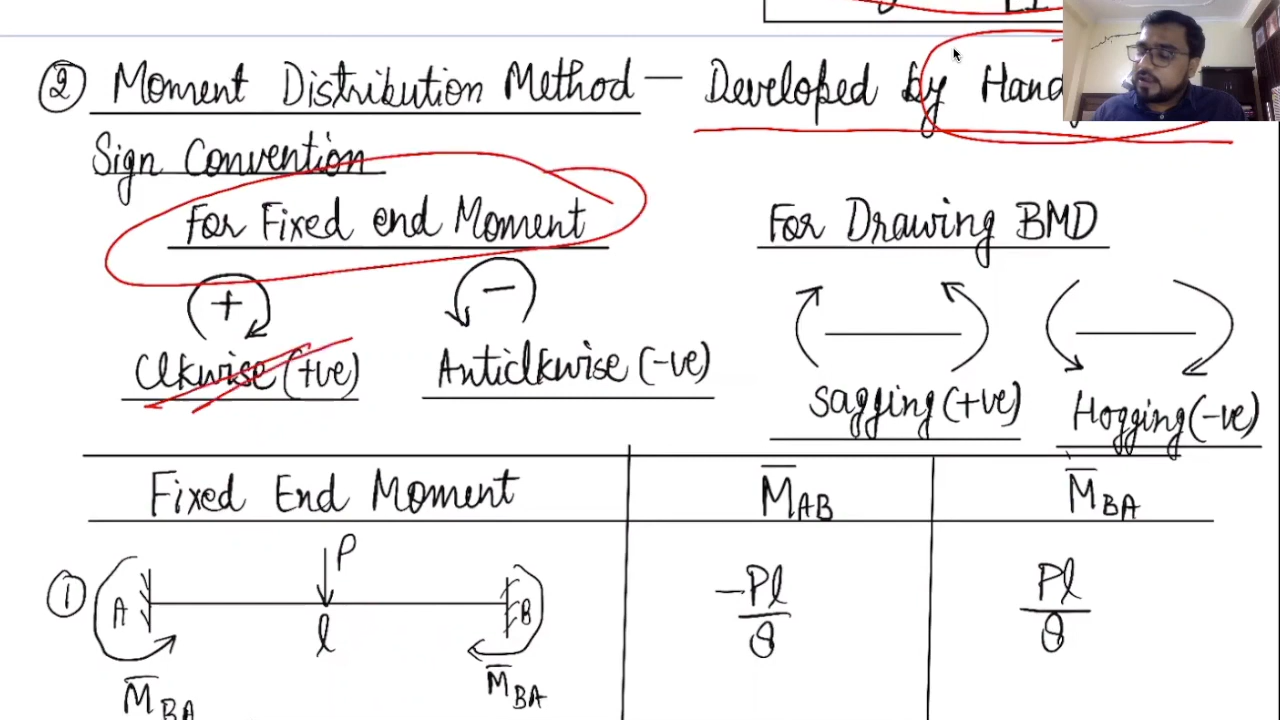 ② Moment Distribution Method — Developed by
Sign Convention
For Fixed end Moment
For Drawing BMD
+
−
Clkwise (+ve)
Anticlkwise (-ve)
Sagging (+ve)
Hogging (-ve)
Fixed End Moment
M̅AB
M̅BA
① A P l B
-Pl/8
Pl/8
M̅BA
M̅BA